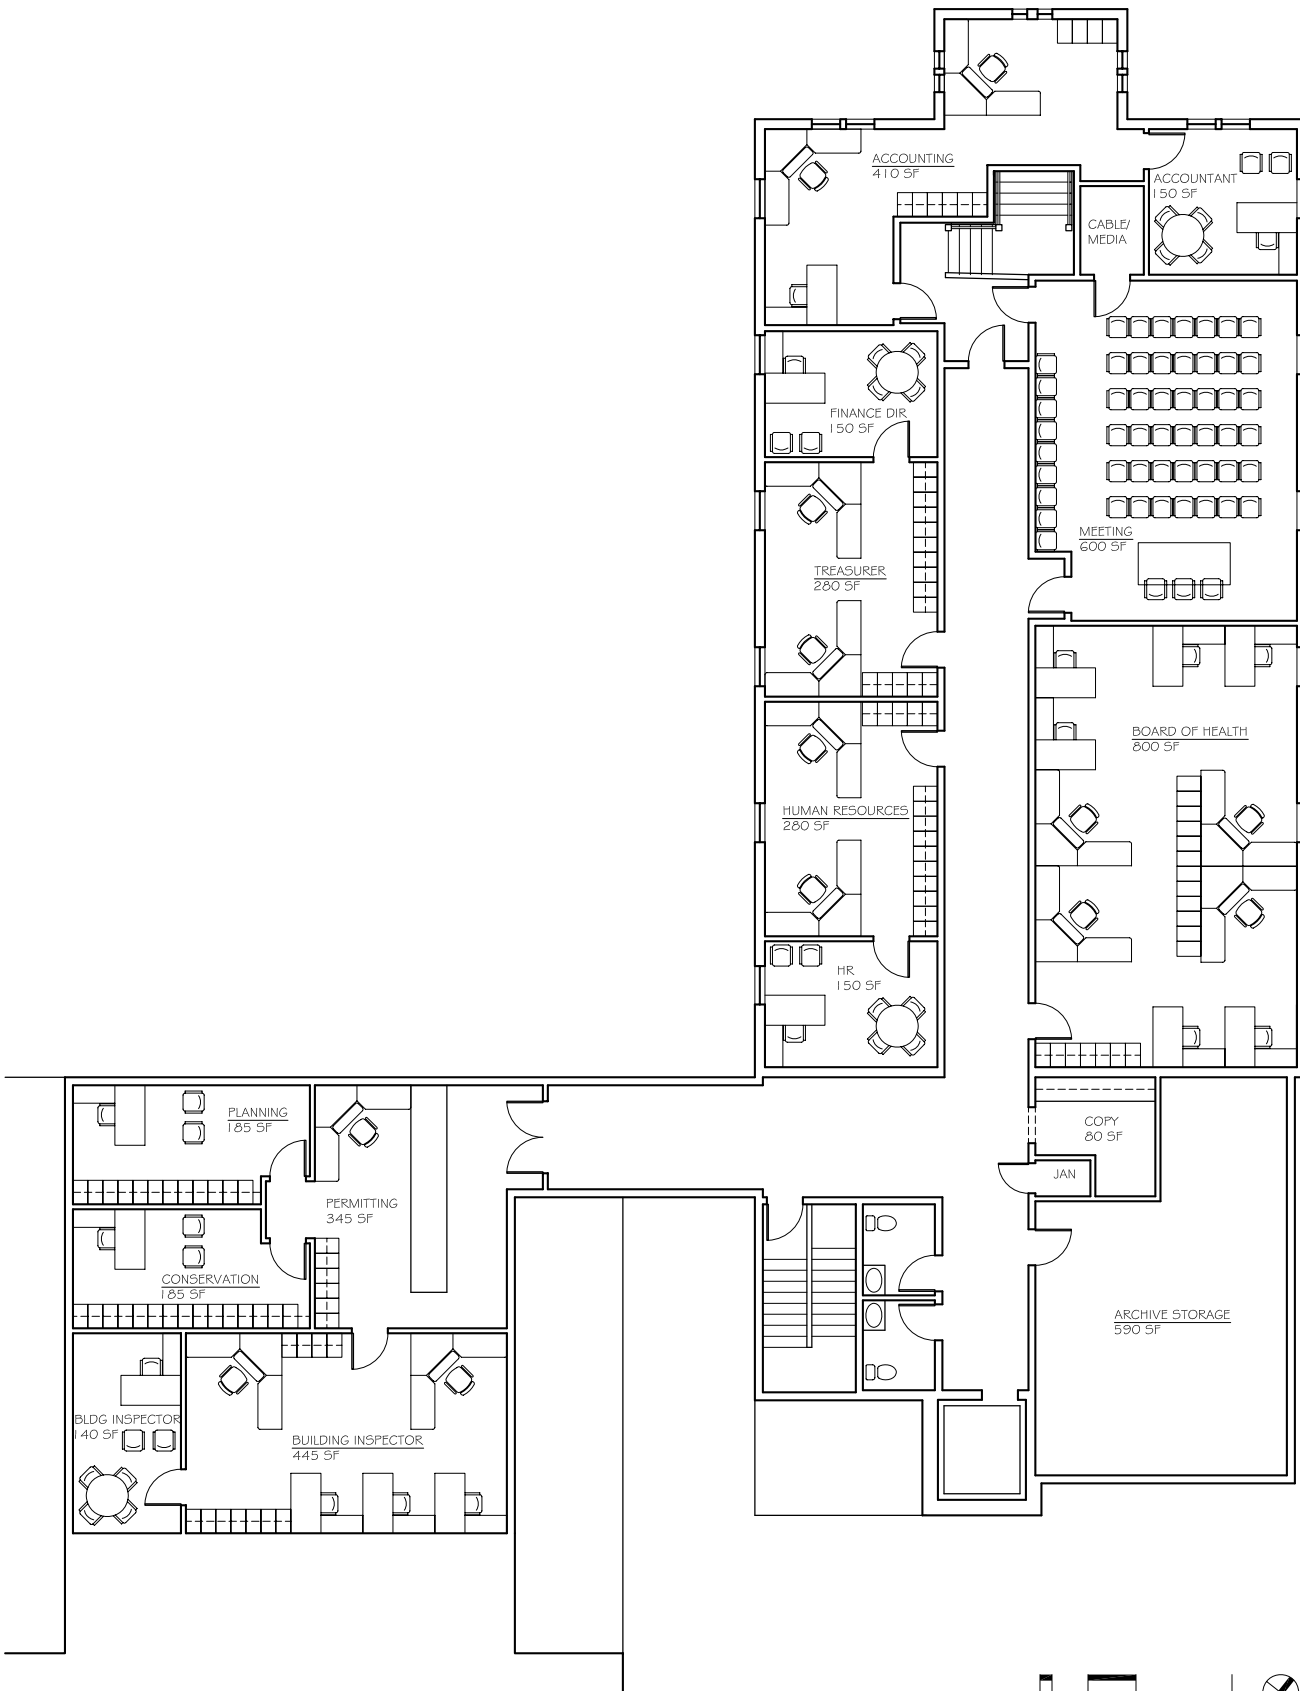 ACCOUNTING
410 SF
ACCOUNTANT
150 SF
CABLE/
MEDIA
FINANCE DIR
150 SF
MEETING
600 SF
TREASURER
280 SF
BOARD OF HEALTH
800 SF
HUMAN RESOURCES
280 SF
HR
150 SF
PLANNING
185 SF
COPY
80 SF
JAN
PERMITTING
345 SF
CONSERVATION
185 SF
ARCHIVE STORAGE
590 SF
BLDG INSPECTOR
140 SF
BUILDING INSPECTOR
445 SF